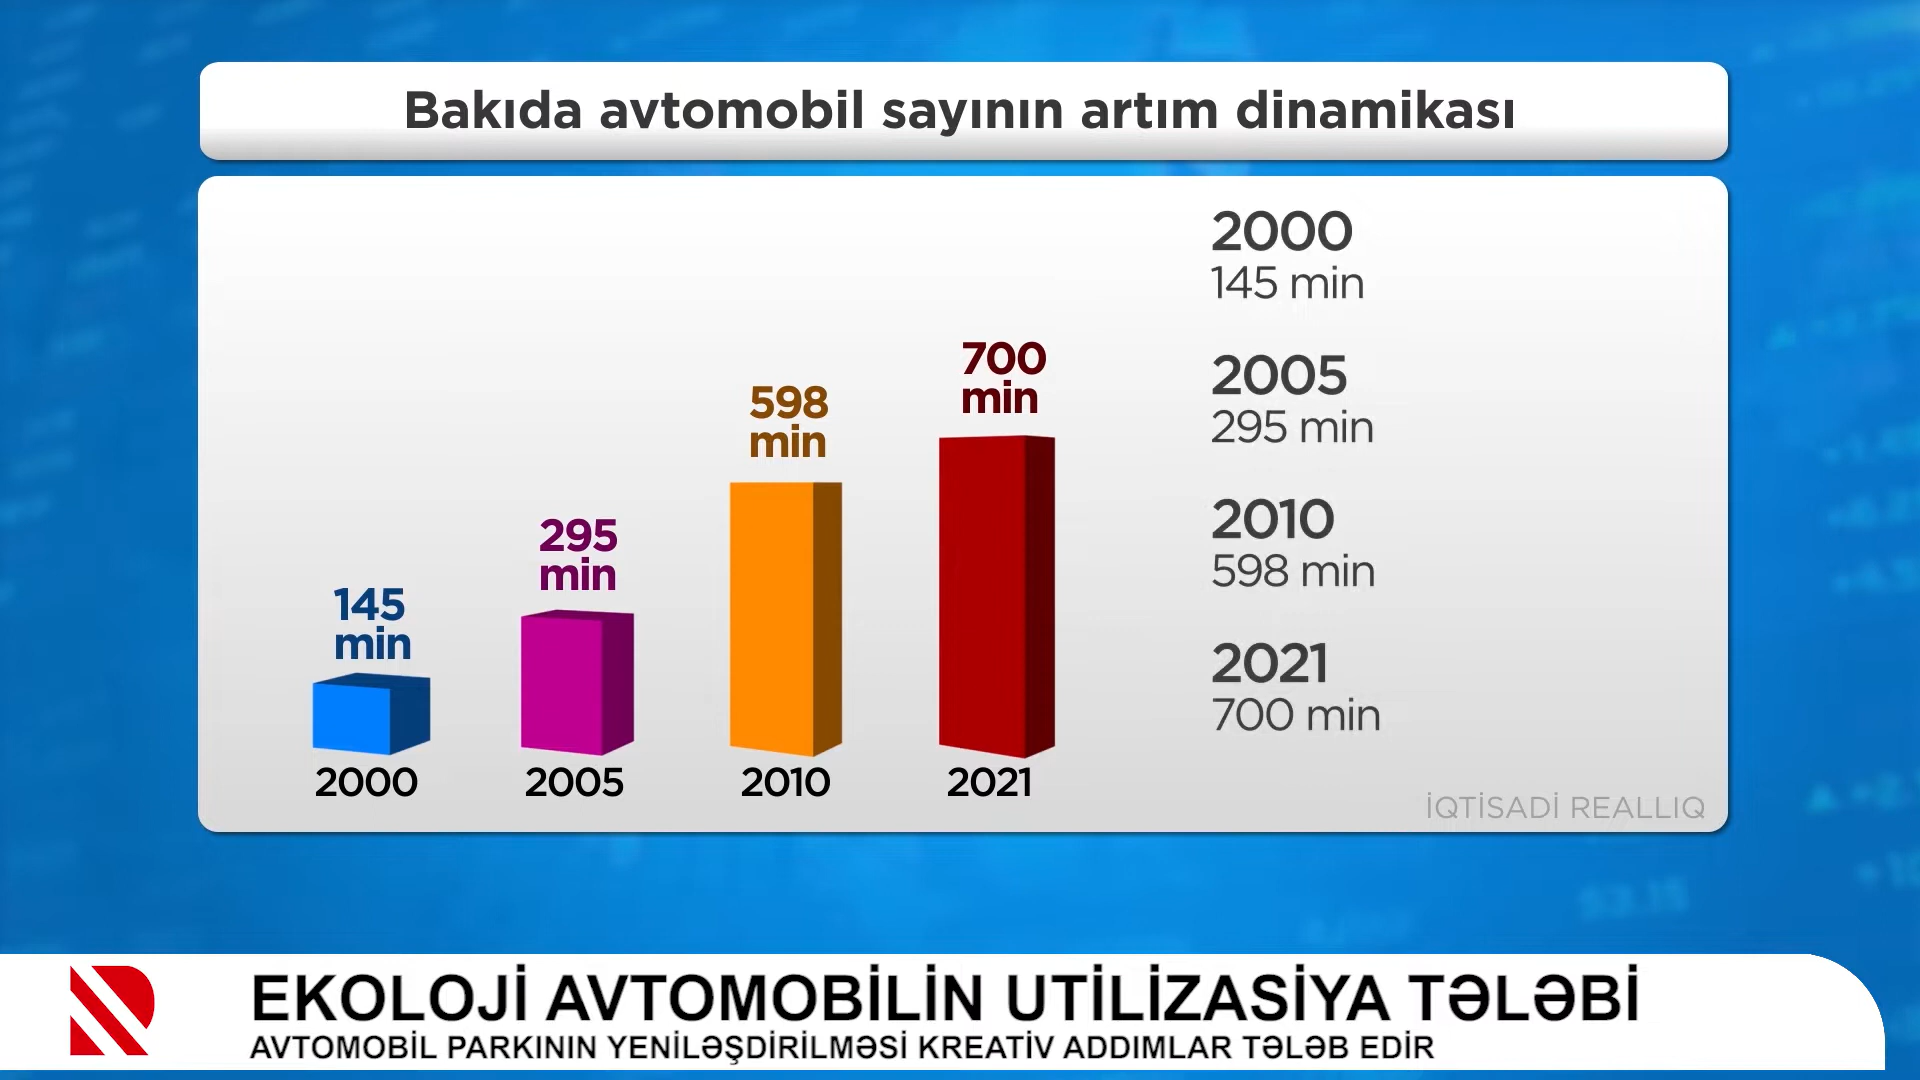 Bakıda avtomobil sayının artım dinamikası
145
min
295
min
598
min
700
min
2000
2005
2010
2021
2000
145 min
2005
295 min
2010
598 min
2021
700 min
İQTİSADİ REALLIQ
EKOLOJİ AVTOMOBİLİN UTİLİZASİYA TƏLƏBİ
AVTOMOBİL PARKININ YENİLƏŞDİRİLMƏSİ KREATİV ADDIMLAR TƏLƏB EDİR